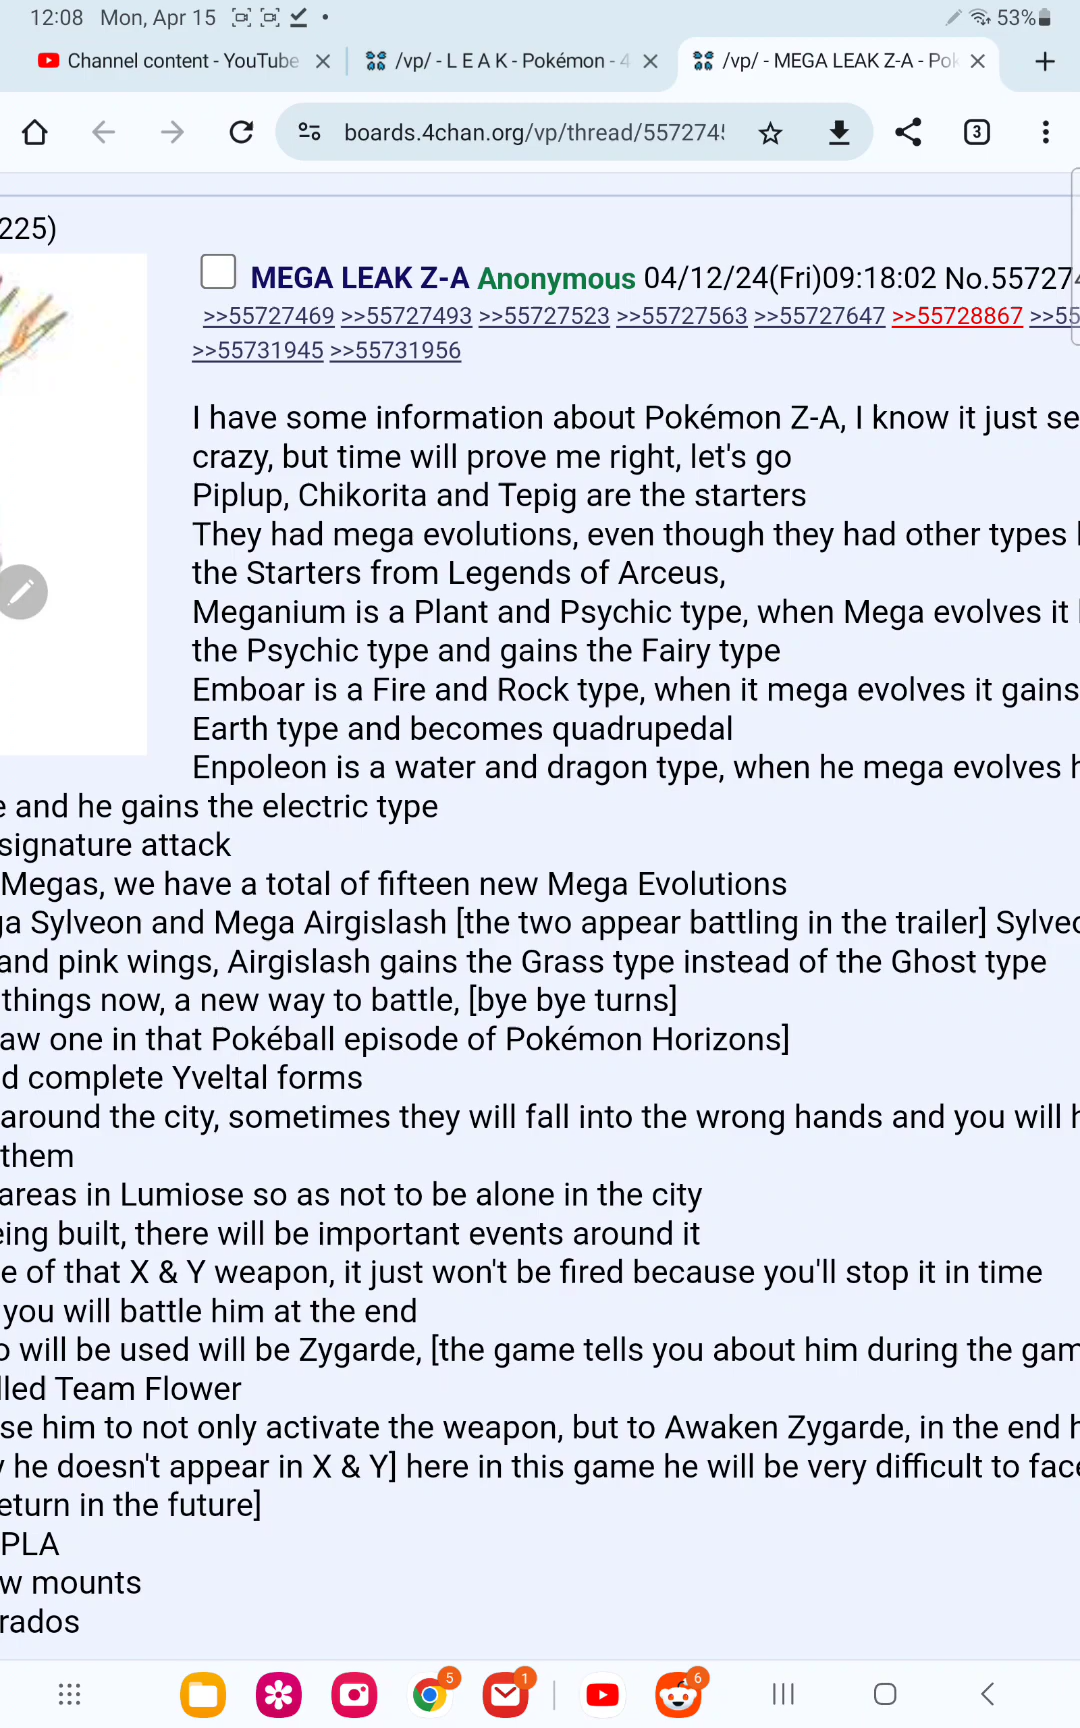 12:08 Mon, Apr 15 53%
Channel content - YouTube /vp/ - L E A K - Pokémon - 4 /vp/ - MEGA LEAK Z-A - Pok
boards.4chan.org/vp/thread/557274 3
225)
MEGA LEAK Z-A Anonymous 04/12/24(Fri)09:18:02 No.55727
>>55727469 >>55727493 >>55727523 >>55727563 >>55727647 >>55728867 >>55
>>55731945 >>55731956
I have some information about Pokémon Z-A, I know it just se
crazy, but time will prove me right, let's go
Piplup, Chikorita and Tepig are the starters
They had mega evolutions, even though they had other types
the Starters from Legends of Arceus,
Meganium is a Plant and Psychic type, when Mega evolves it
the Psychic type and gains the Fairy type
Emboar is a Fire and Rock type, when it mega evolves it gains
Earth type and becomes quadrupedal
Enpoleon is a water and dragon type, when he mega evolves h
e and he gains the electric type
signature attack
Megas, we have a total of fifteen new Mega Evolutions
ga Sylveon and Mega Airgislash [the two appear battling in the trailer] Sylveo
and pink wings, Airgislash gains the Grass type instead of the Ghost type
things now, a new way to battle, [bye bye turns]
aw one in that Pokéball episode of Pokémon Horizons]
d complete Yveltal forms
around the city, sometimes they will fall into the wrong hands and you will h
them
areas in Lumiose so as not to be alone in the city
eing built, there will be important events around it
e of that X & Y weapon, it just won't be fired because you'll stop it in time
you will battle him at the end
o will be used will be Zygarde, [the game tells you about him during the gam
lled Team Flower
se him to not only activate the weapon, but to Awaken Zygarde, in the end h
y he doesn't appear in X & Y] here in this game he will be very difficult to face
eturn in the future]
PLA
w mounts
rados
5 1 6